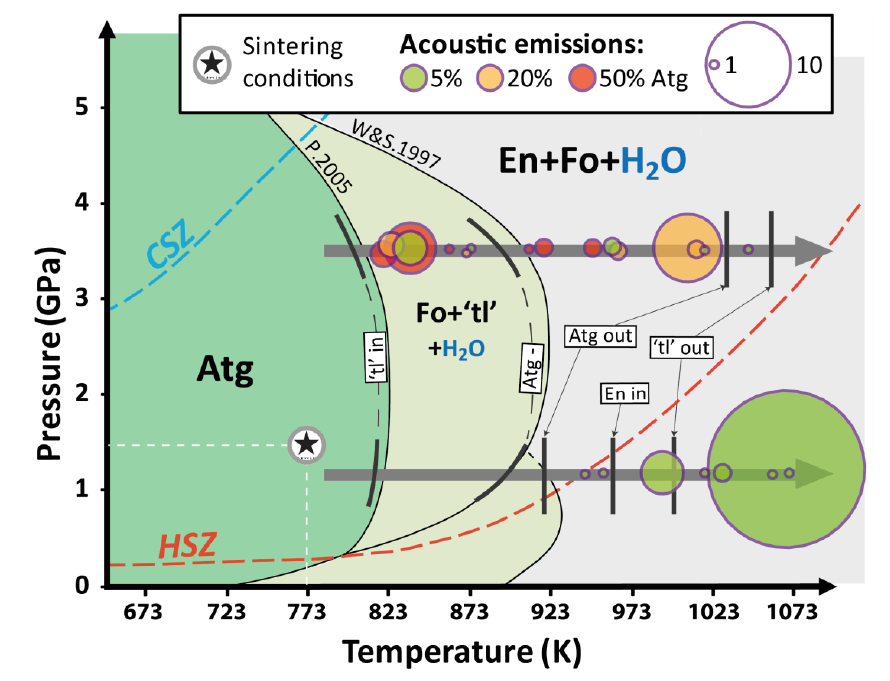 Sintering
conditions
Acoustic emissions:
5%
20%
50% Atg
1
10
5
4
3
2
1
0
Pressure (GPa)
W&S.1997
P.2005
En+Fo+H₂O
CSZ
Fo+‘tl’
+H₂O
Atg
‘tl’ in
Atg -
Atg out
‘tl’ out
En in
HSZ
673 723 773 823 873 923 973 1023 1073
Temperature (K)